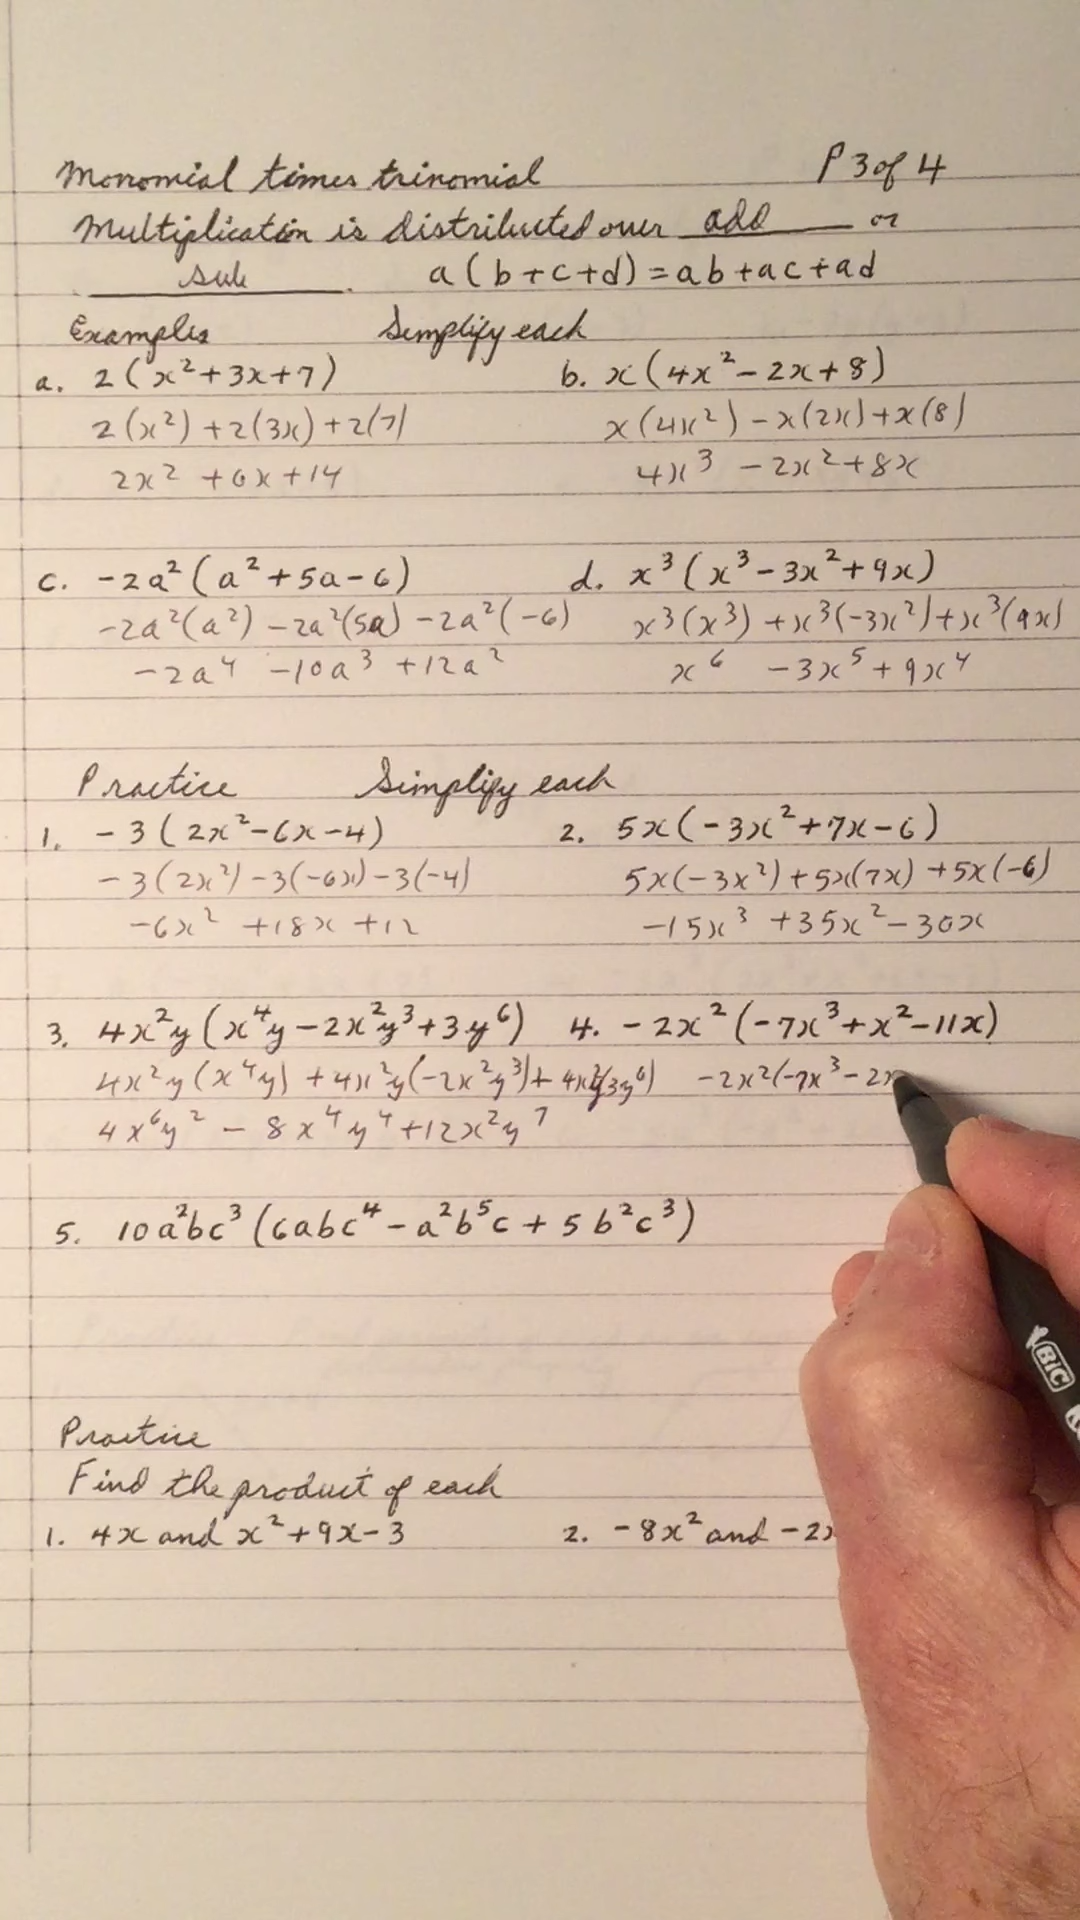 Monomial times trinomial P 3 of 4
Multiplication is distributed over add or
sub. a(b+c+d)=ab+ac+ad
Examples Simplify each
a. 2(x²+3x+7) b. x(4x²-2x+8)
2(x²)+2(3x)+2(7) x(4x²)-x(2x)+x(8)
2x²+6x+14 4x³-2x²+8x
c. -2a²(a²+5a-6) d. x³(x³-3x²+9x)
-2a²(a²)-2a²(5a)-2a²(-6) x³(x³)+x³(-3x²)+x³(9x)
-2a⁴-10a³+12a² x⁶-3x⁵+9x⁴
Practice Simplify each
1. -3(2x²-6x-4) 2. 5x(-3x²+7x-6)
-3(2x²)-3(-6x)-3(-4) 5x(-3x²)+5x(7x)+5x(-6)
-6x²+18x+12 -15x³+35x²-30x
3. 4x²y(x⁴y-2x²y³+3y⁶) 4. -2x²(-7x³+x²-11x)
4x²y(x⁴y)+4x²y(-2x²y³)+4x²y(3y⁶) -2x²(-7x³-2x
4x⁶y²-8x⁴y⁴+12x²y⁷
5. 10a²bc³(6abc⁴-a²b⁵c+5b²c³)
BIC
Practice
Find the product of each
1. 4x and x²+9x-3 2. -8x² and -2x